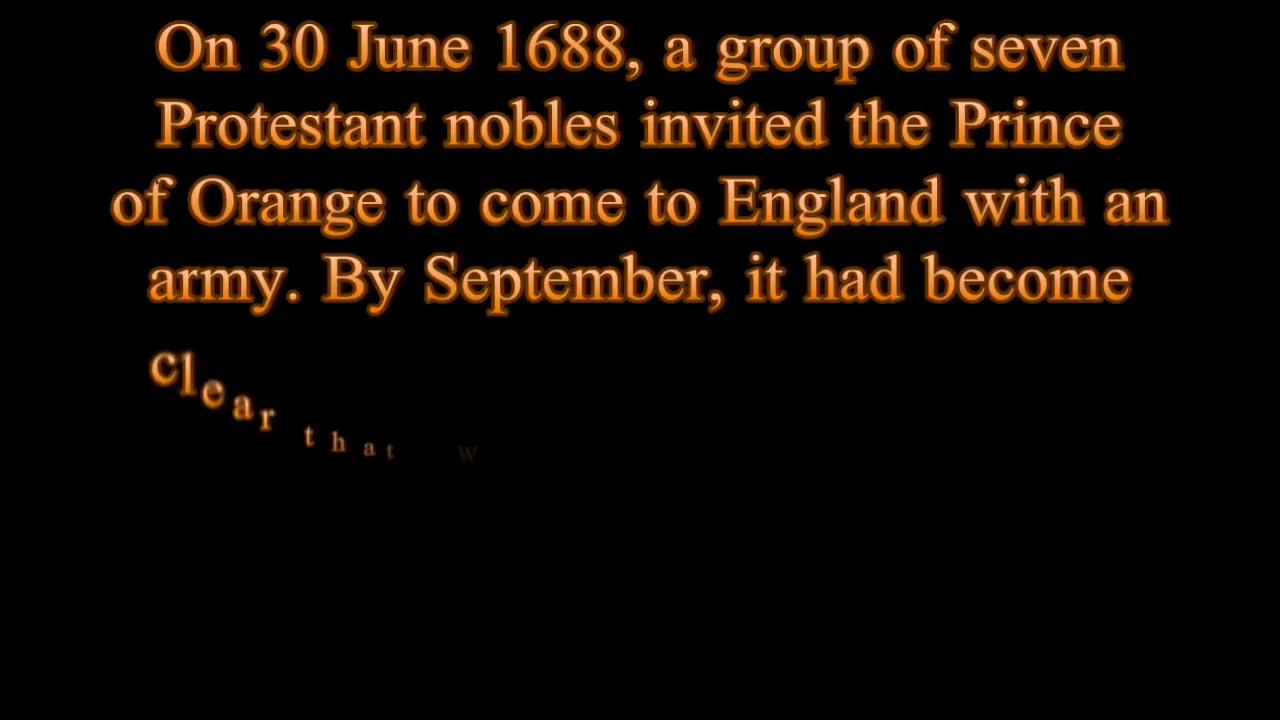 On 30 June 1688, a group of seven
Protestant nobles invited the Prince
of Orange to come to England with an
army. By September, it had become
clear that w